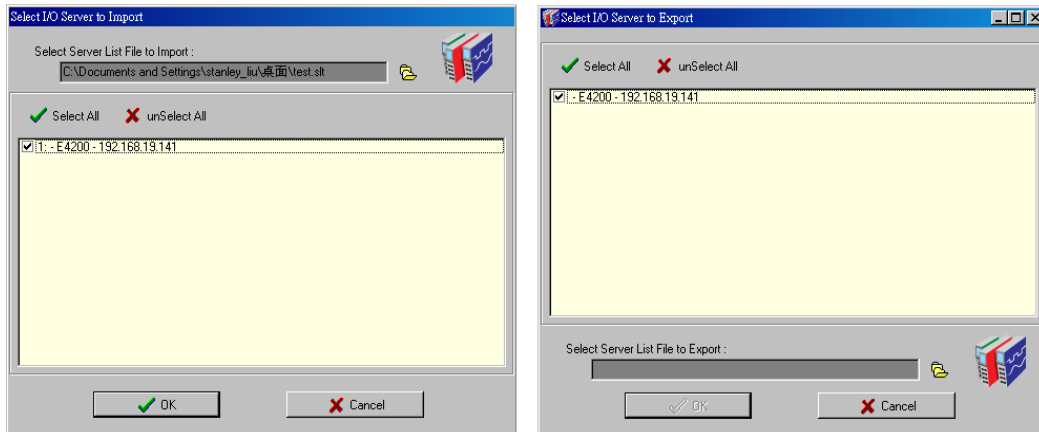 Select I/O Server to Import
Select Server List File to Import :
C:\Documents and Settings\stanley_liu\桌面\test.slt
Select All unSelect All
1: - E4200 - 192.168.19.141
OK Cancel
Select I/O Server to Export
Select All unSelect All
- E4200 - 192.168.19.141
Select Server List File to Export :
OK Cancel